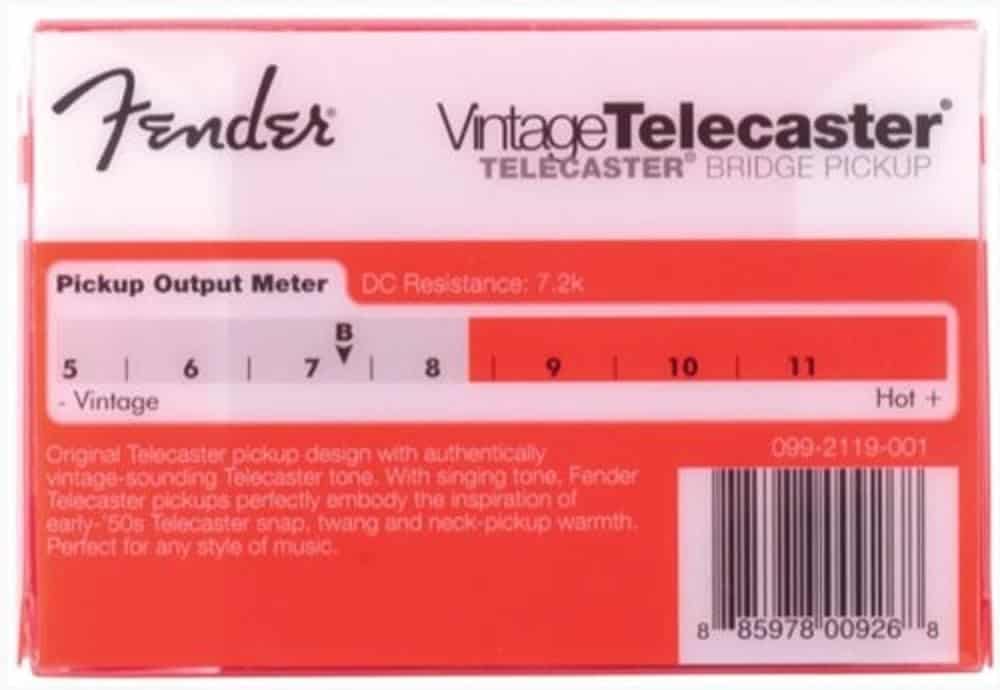 Fender®
VintageTelecaster®
TELECASTER® BRIDGE PICKUP
Pickup Output Meter
DC Resistance: 7.2k
B
5 | 6 | 7 | 8 | 9 | 10 | 11
- Vintage
Hot +
Original Telecaster pickup design with authentically
vintage-sounding Telecaster tone. With singing tone, Fender
Telecaster pickups perfectly embody the inspiration of
early-'50s Telecaster snap, twang and neck-pickup warmth.
Perfect for any style of music.
099-2119-001
8 85978 00926 8